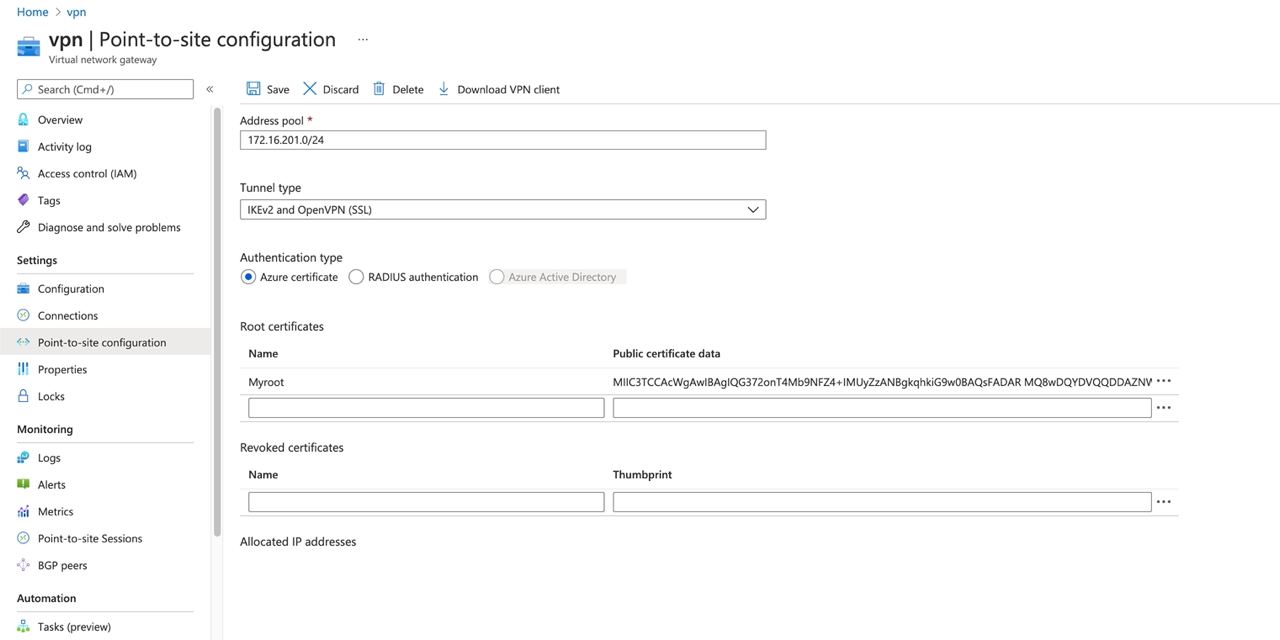 Home > vpn
vpn | Point-to-site configuration ...
Virtual network gateway
Search (Cmd+/)
«
Overview
Activity log
Access control (IAM)
Tags
Diagnose and solve problems
Settings
Configuration
Connections
Point-to-site configuration
Properties
Locks
Monitoring
Logs
Alerts
Metrics
Point-to-site Sessions
BGP peers
Automation
Tasks (preview)
Save Discard Delete Download VPN client
Address pool *
172.16.201.0/24
Tunnel type
IKEv2 and OpenVPN (SSL)
Authentication type
Azure certificate RADIUS authentication Azure Active Directory
Root certificates
Name Public certificate data
Myroot MIIC3TCCAcWgAwIBAgIQG372onT4Mb9NFZ4+IMUyZzANBgkqhkiG9w0BAQsFADAR MQ8wDQYDVQQDDAZNW ...
...
Revoked certificates
Name Thumbprint
...
Allocated IP addresses